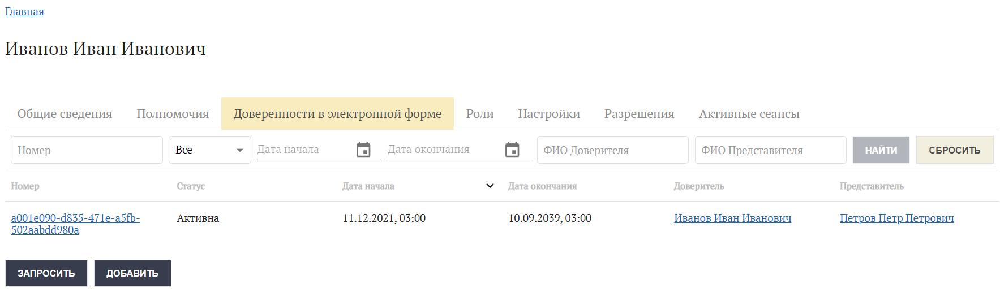 Главная
Иванов Иван Иванович
Общие сведения Полномочия Доверенности в электронной форме Роли Настройки Разрешения Активные сеансы
Номер Все Дата начала Дата окончания ФИО Доверителя ФИО Представителя НАЙТИ СБРОСИТЬ
Номер Статус Дата начала Дата окончания Доверитель Представитель
a001e090-d835-471e-a5fb- Активна 11.12.2021, 03:00 10.09.2039, 03:00 Иванов Иван Иванович Петров Петр Петрович
502aabdd980a
ЗАПРОСИТЬ ДОБАВИТЬ